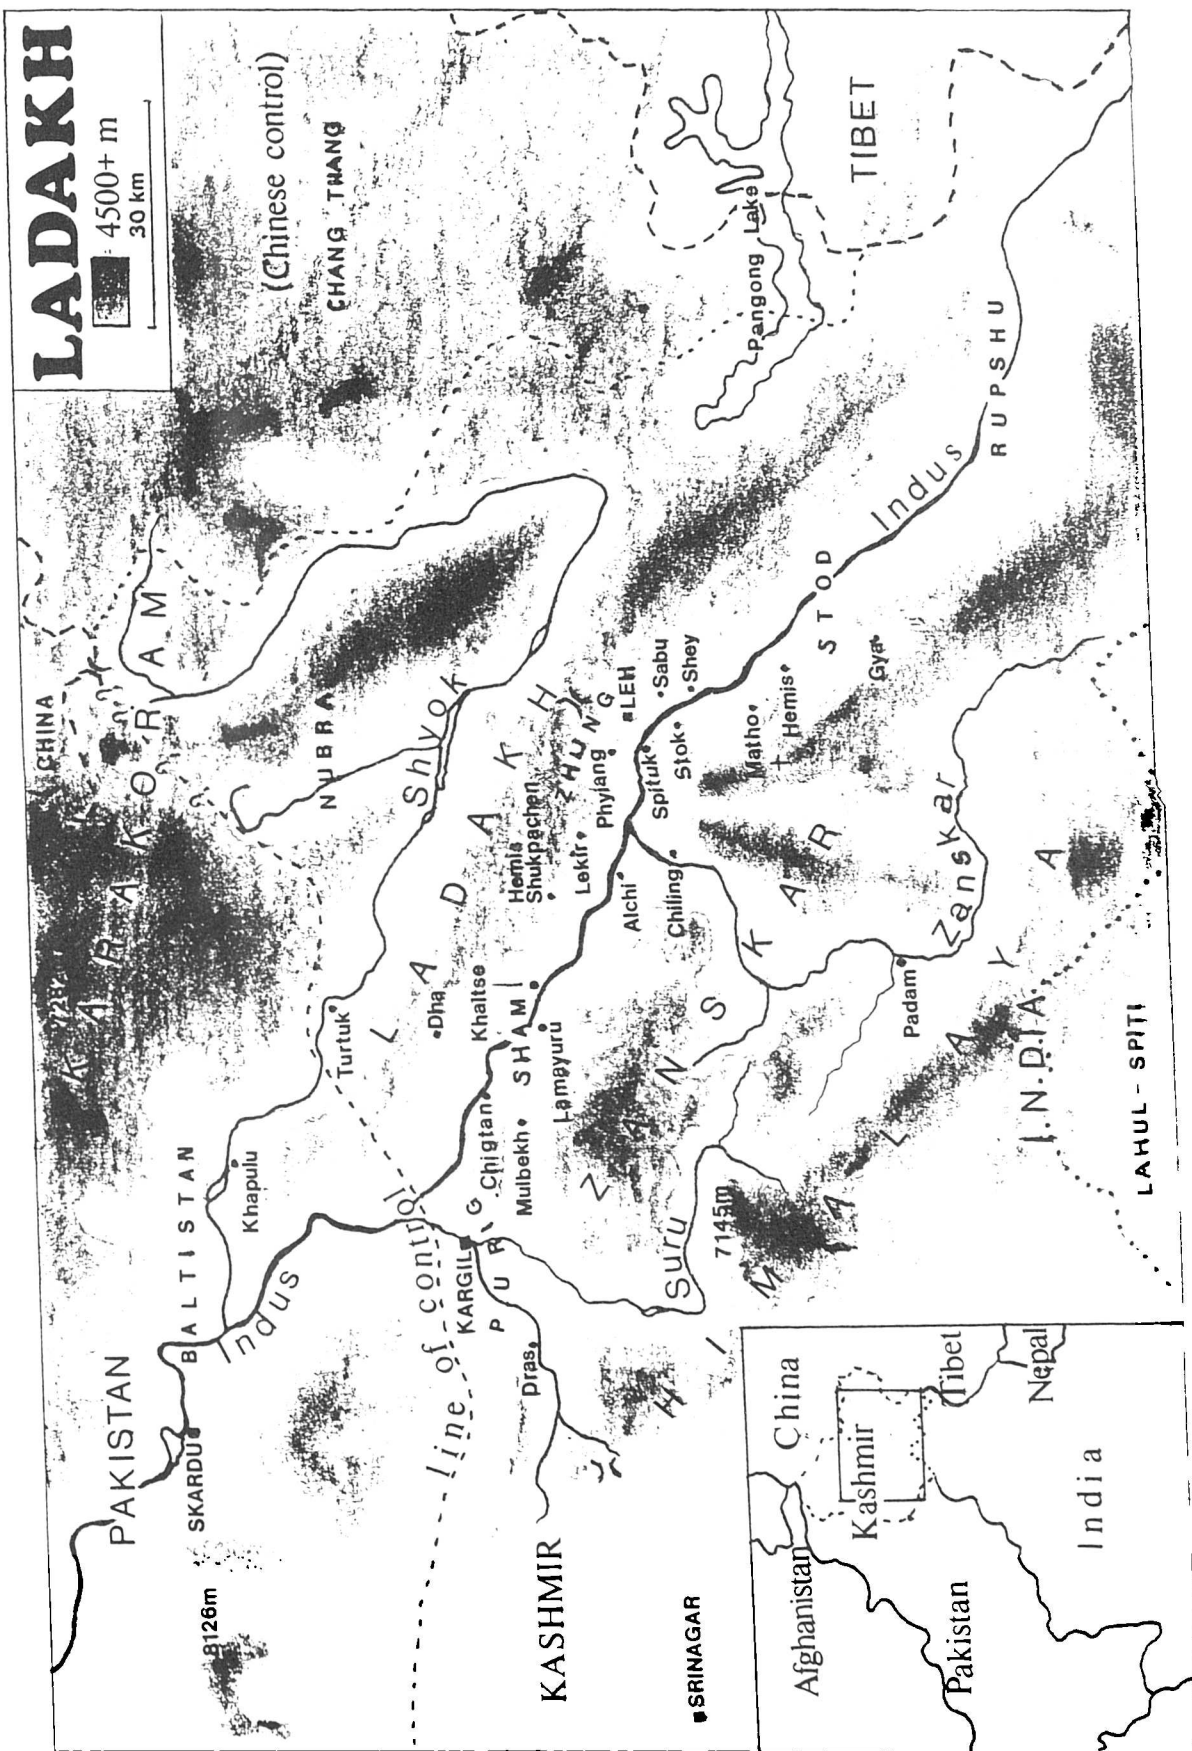 LADAKH
4500+ m
30 km
(Chinese control)
CHANG THANG
CHINA
KARAKORAM
PAKISTAN
BALTISTAN
SKARDU
8126m
Khapulu
Indus
Turtuk
NUBRA
Shyok
LADAKH
line of control
KARGIL
PURIG
Dras
Chigtan
Mulbekh
Dha
Khaltse
SHAM
Lamayuru
Hemis
Shukpachen
Lekir
Alchi
Chiling
ZHUNG
Phyiang
Spituk
LEH
Sabu
Shey
Stok
Matho
Hemis
Gya
STOD
Indus
RUPSHU
Pangong Lake
TIBET
ZANSKAR
Zanskar
Padam
Suru
7145m
HIMALAYA
INDIA
LAHUL - SPITI
KASHMIR
SRINAGAR
China
Kashmir
Tibet
Nepal
Afghanistan
Pakistan
India